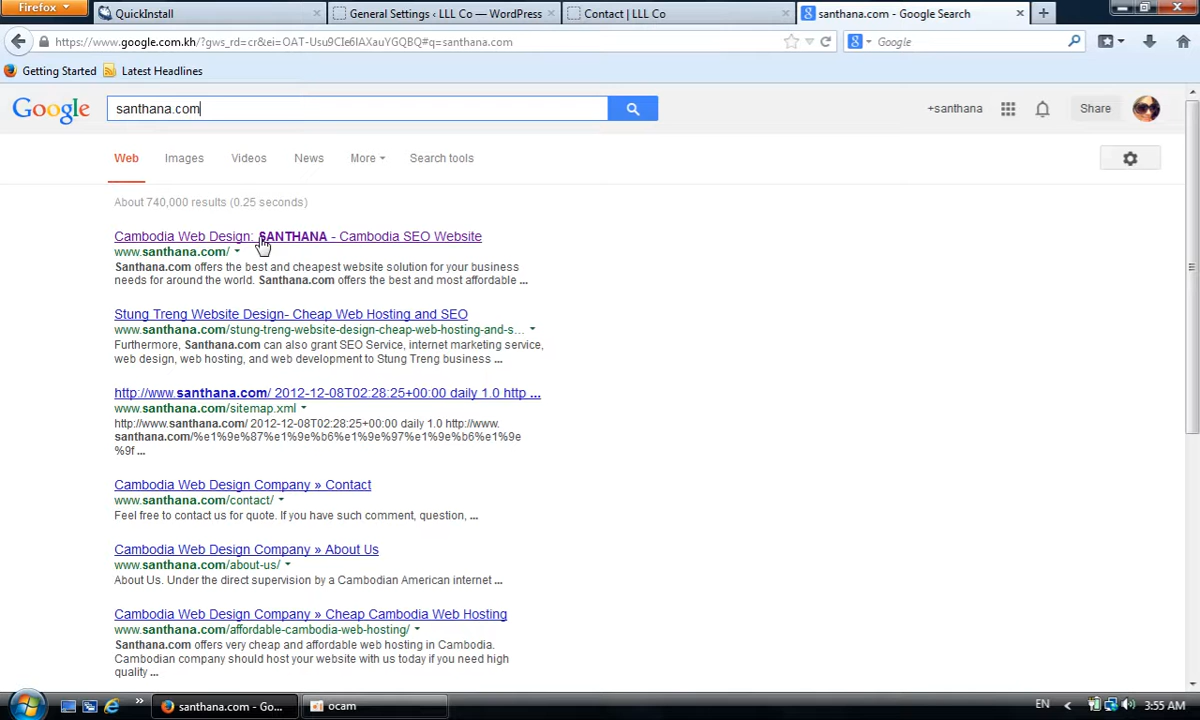 Firefox
QuickInstall
General Settings ‹ LLL Co — WordPress
Contact | LLL Co
santhana.com - Google Search
https://www.google.com.kh/?gws_rd=cr&ei=OAT-Usu9CIe6IAXauYGQBQ#q=santhana.com
Google
Getting Started
Latest Headlines
Google
santhana.com
+santhana
Share
Web
Images
Videos
News
More
Search tools
About 740,000 results (0.25 seconds)
Cambodia Web Design: SANTHANA - Cambodia SEO Website
www.santhana.com/
Santhana.com offers the best and cheapest website solution for your business
needs for around the world. Santhana.com offers the best and most affordable ...
Stung Treng Website Design- Cheap Web Hosting and SEO
www.santhana.com/stung-treng-website-design-cheap-web-hosting-and-s...
Furthermore, Santhana.com can also grant SEO Service, internet marketing service,
web design, web hosting, and web development to Stung Treng business ...
http://www.santhana.com/ 2012-12-08T02:28:25+00:00 daily 1.0 http ...
www.santhana.com/sitemap.xml
http://www.santhana.com/ 2012-12-08T02:28:25+00:00 daily 1.0 http://www.
santhana.com/%e1%9e%87%e1%9e%b6%e1%9e%97%e1%9e%b6%e1%9e
%9f ...
Cambodia Web Design Company » Contact
www.santhana.com/contact/
Feel free to contact us for quote. If you have such comment, question, ...
Cambodia Web Design Company » About Us
www.santhana.com/about-us/
About Us. Under the direct supervision by a Cambodian American internet ...
Cambodia Web Design Company » Cheap Cambodia Web Hosting
www.santhana.com/affordable-cambodia-web-hosting/
Santhana.com offers very cheap and affordable web hosting in Cambodia.
Cambodian company should host your website with us today if you need high
quality ...
santhana.com - Go...
ocam
EN
3:55 AM